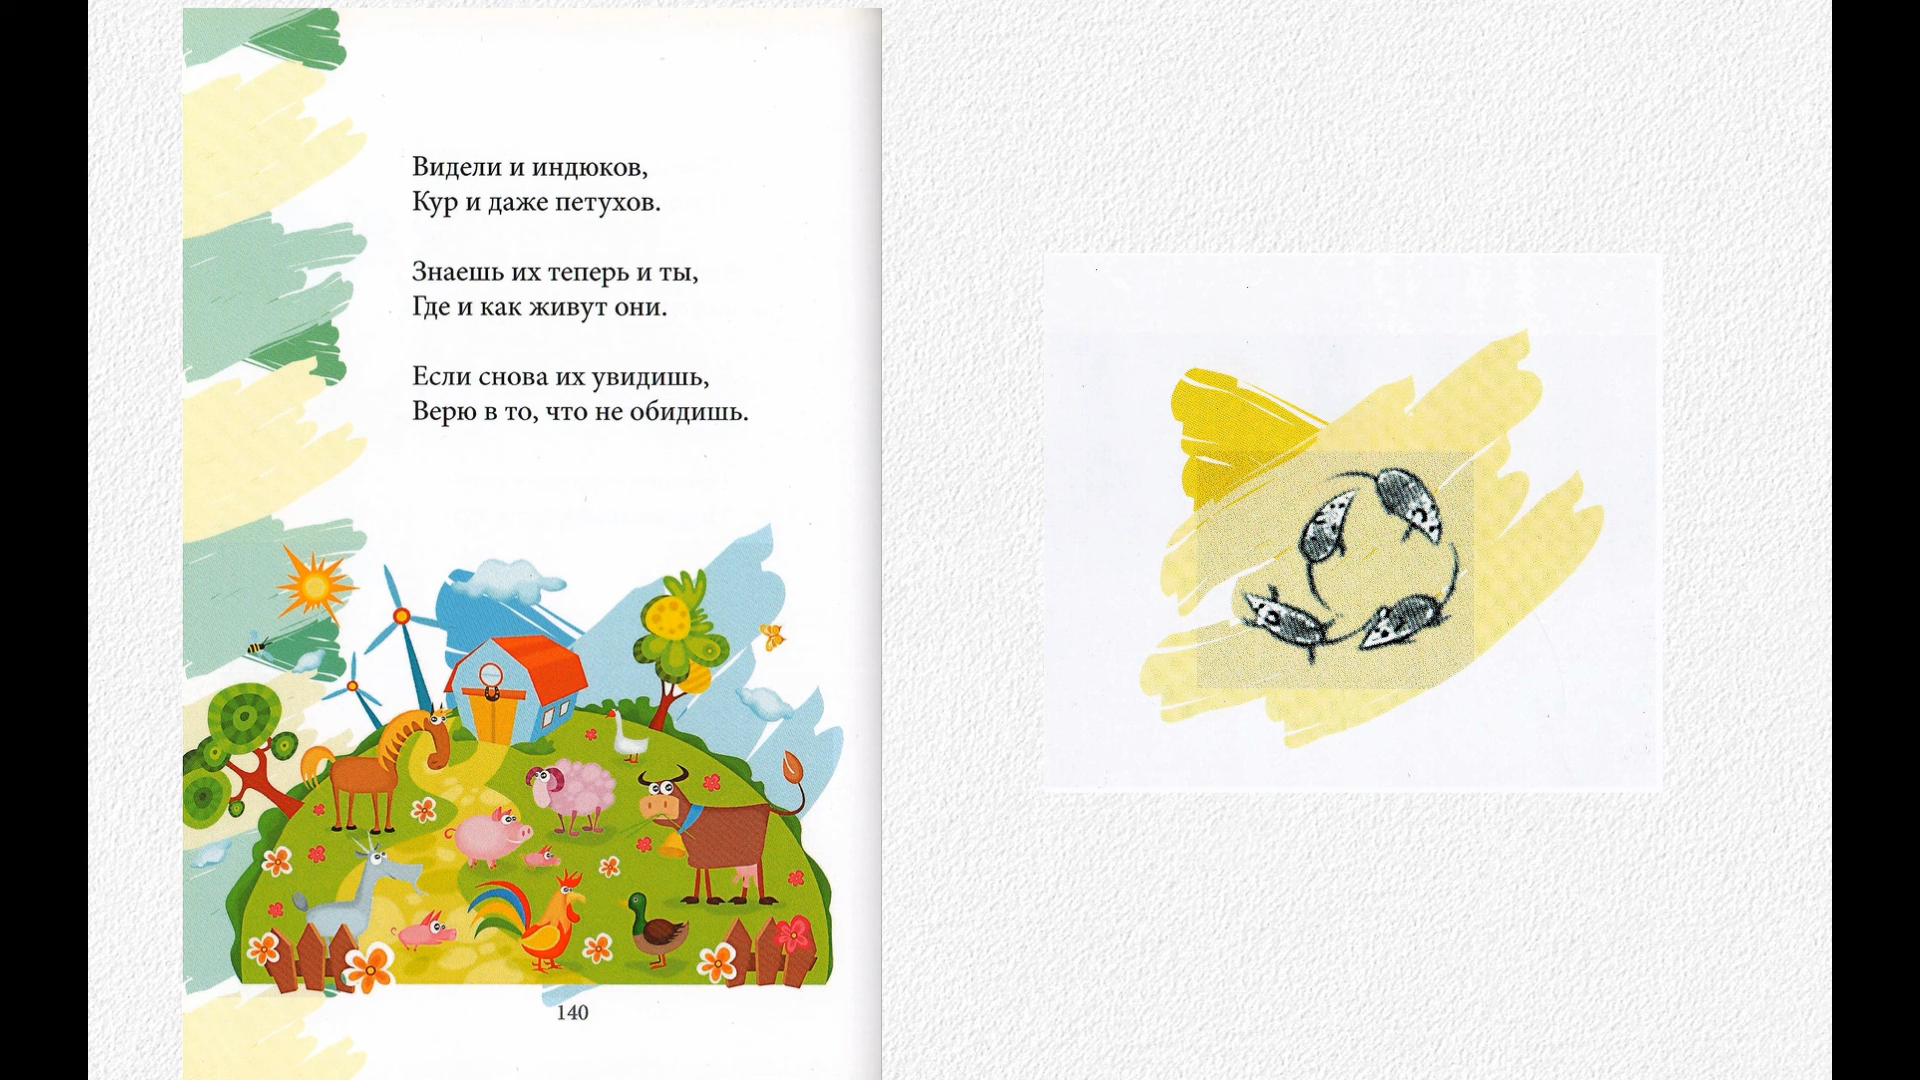 Видели и индюков,
Кур и даже петухов.
Знаешь их теперь и ты,
Где и как живут они.
Если снова их увидишь,
Верю в то, что не обидишь.
140